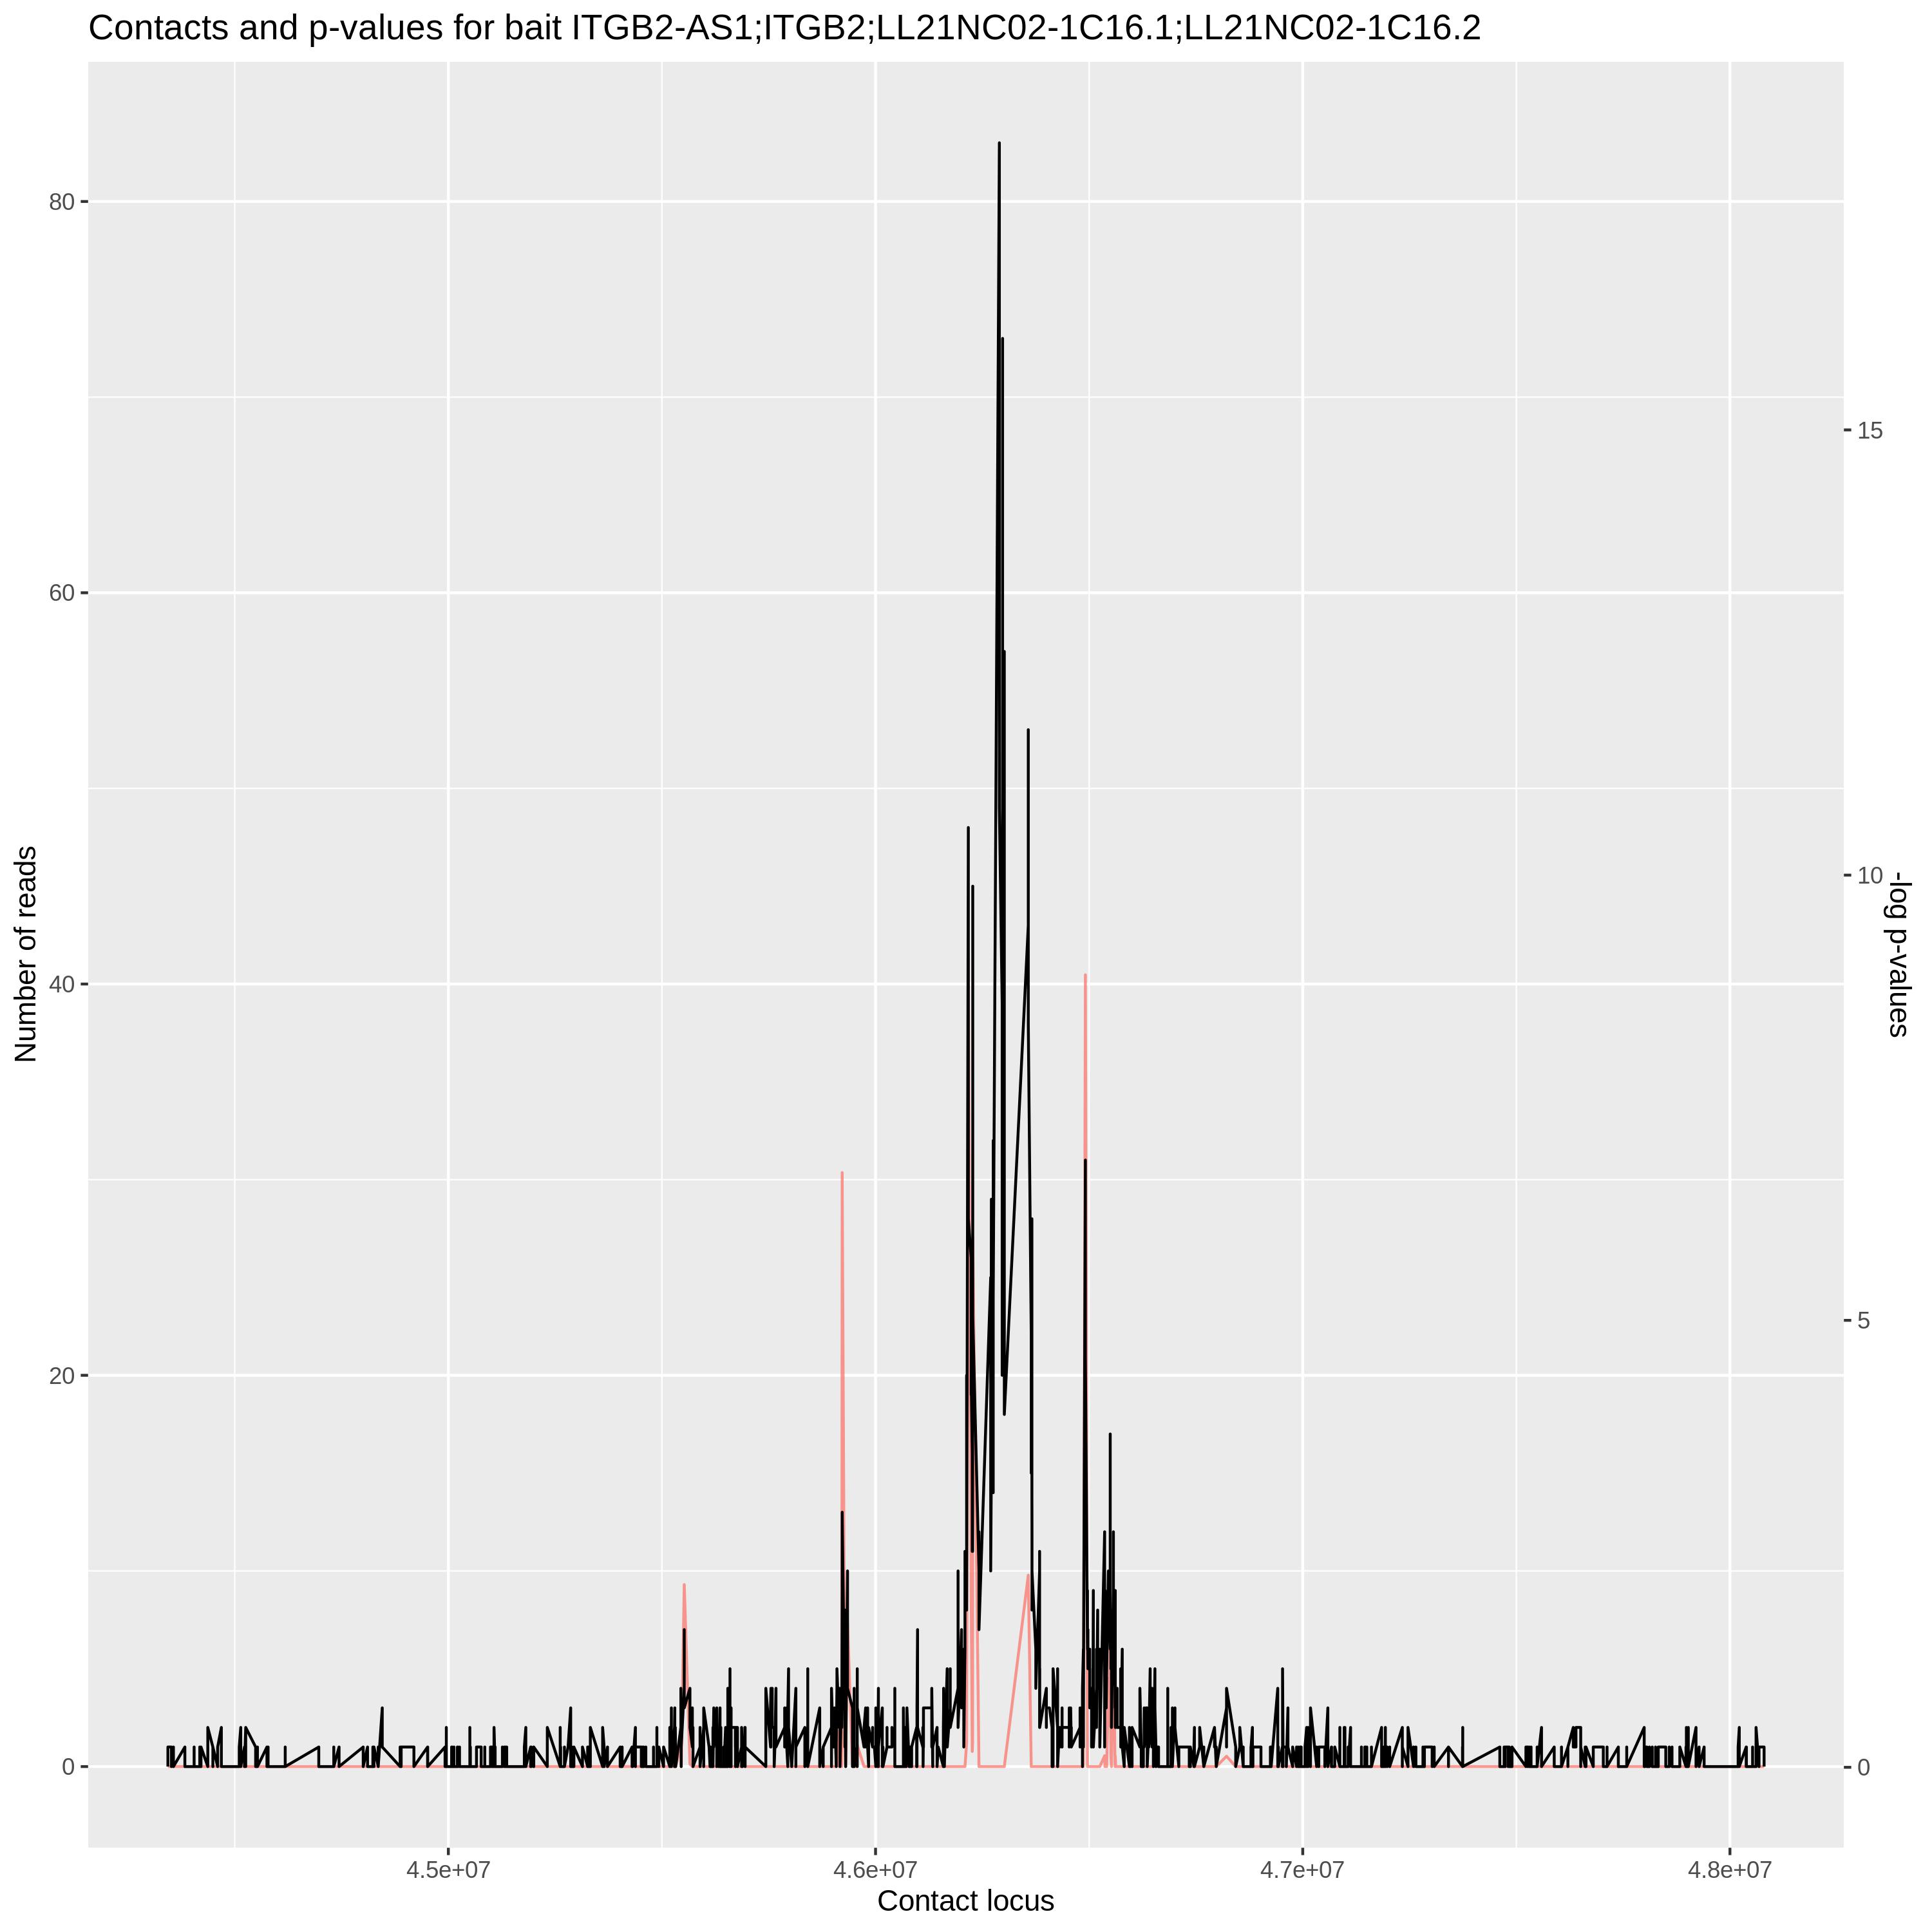 Contacts and p-values for bait ITGB2-AS1;ITGB2;LL21NC02-1C16.1;LL21NC02-1C16.2
80
60
40
20
0
Number of reads
15
10
5
0
-log p-values
4.5e+07
4.6e+07
4.7e+07
4.8e+07
Contact locus